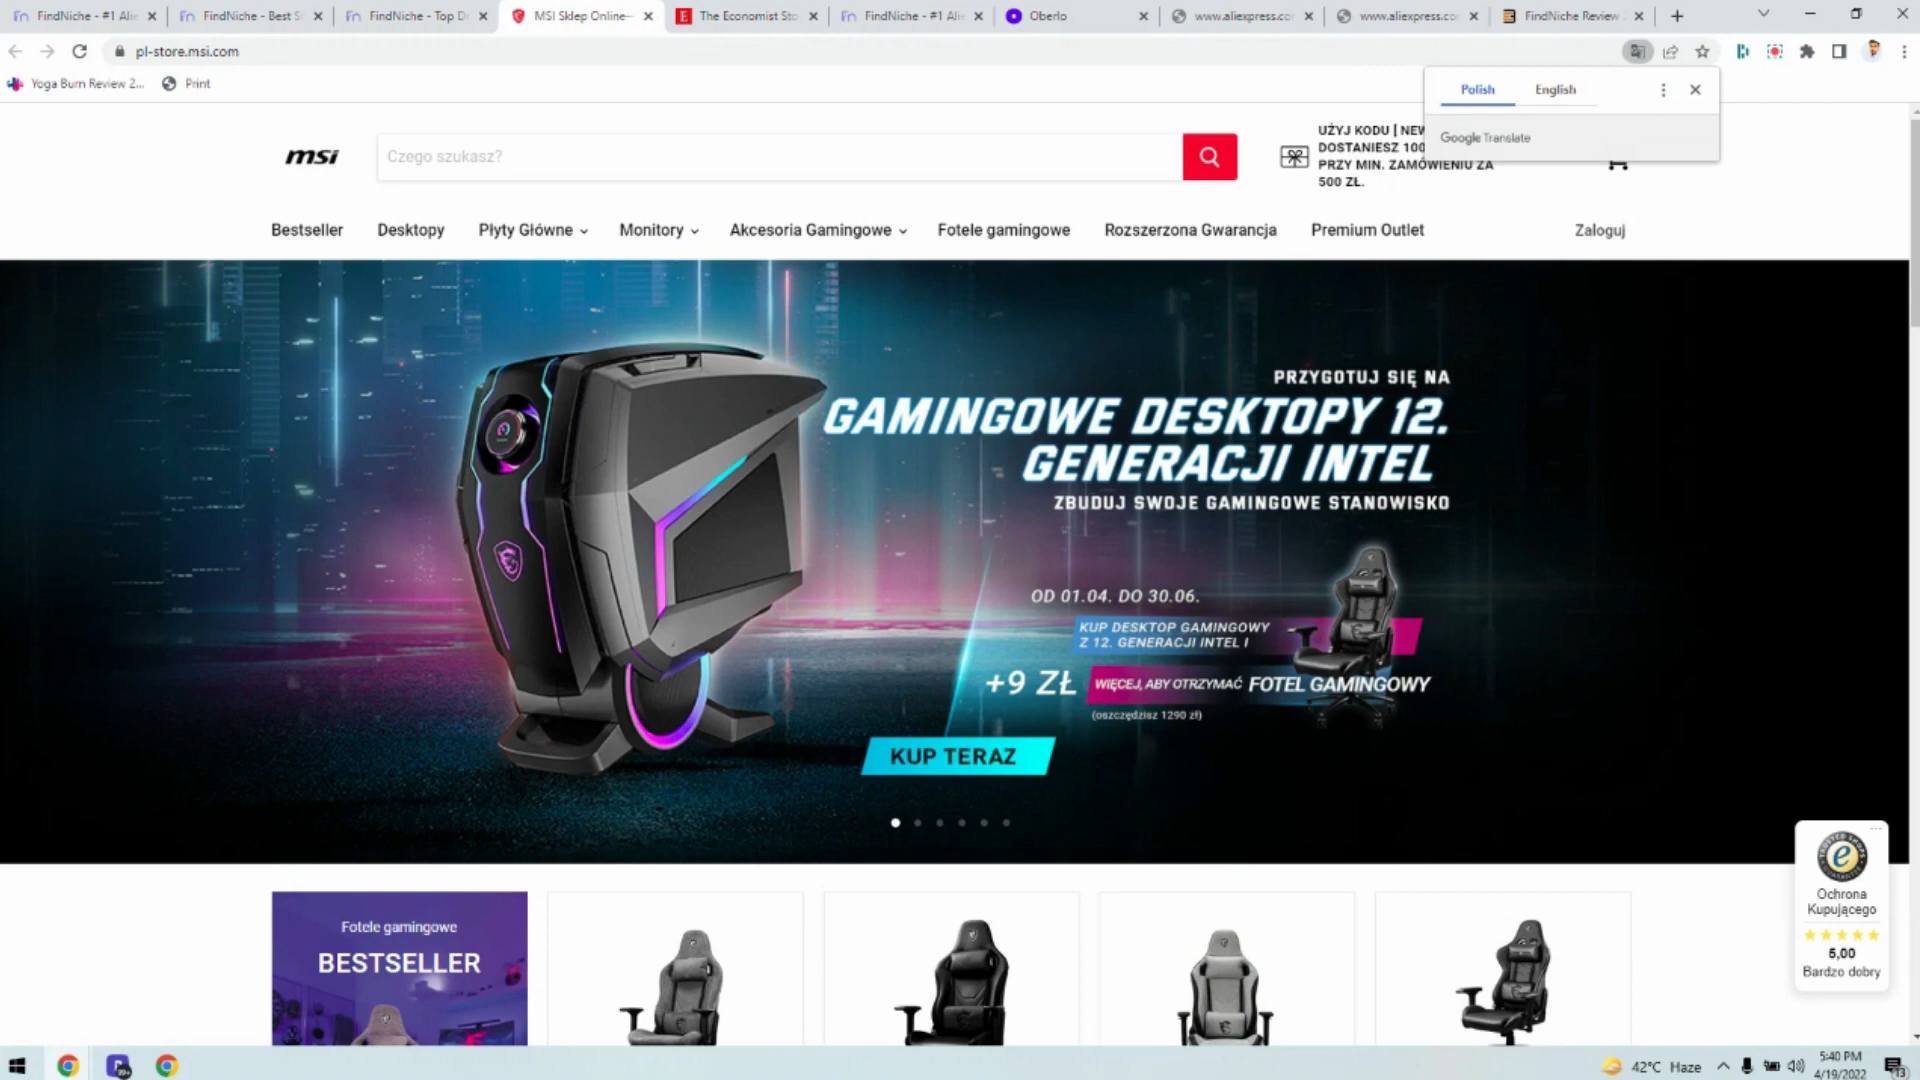 FindNiche - #1 Alie
FindNiche - Best S
FindNiche - Top D
MSI Sklep Online
The Economist Sto
FindNiche - #1 Alie
Oberlo
www.aliexpress.co
www.aliexpress.co
FindNiche Review
pl-store.msi.com
Yoga Burn Review 2...
Print
Polish
English
Google Translate
msi
Czego szukasz?
UŻYJ KODU | NEW
DOSTANIESZ 100
PRZY MIN. ZAMÓWIENIU ZA
500 ZŁ.
Bestseller
Desktopy
Płyty Główne
Monitory
Akcesoria Gamingowe
Fotele gamingowe
Rozszerzona Gwarancja
Premium Outlet
Zaloguj
PRZYGOTUJ SIĘ NA
GAMINGOWE DESKTOPY 12.
GENERACJI INTEL
ZBUDUJ SWOJE GAMINGOWE STANOWISKO
OD 01.04. DO 30.06.
KUP DESKTOP GAMINGOWY
Z 12. GENERACJI INTEL I
+9 ZŁ WIĘCEJ, ABY OTRZYMAĆ FOTEL GAMINGOWY
(oszczędzisz 1290 zł)
KUP TERAZ
Fotele gamingowe
BESTSELLER
TRUSTED SHOPS
GUARANTEE
Ochrona
Kupującego
5,00
Bardzo dobry
42°C Haze
5:40 PM
4/19/2022
13